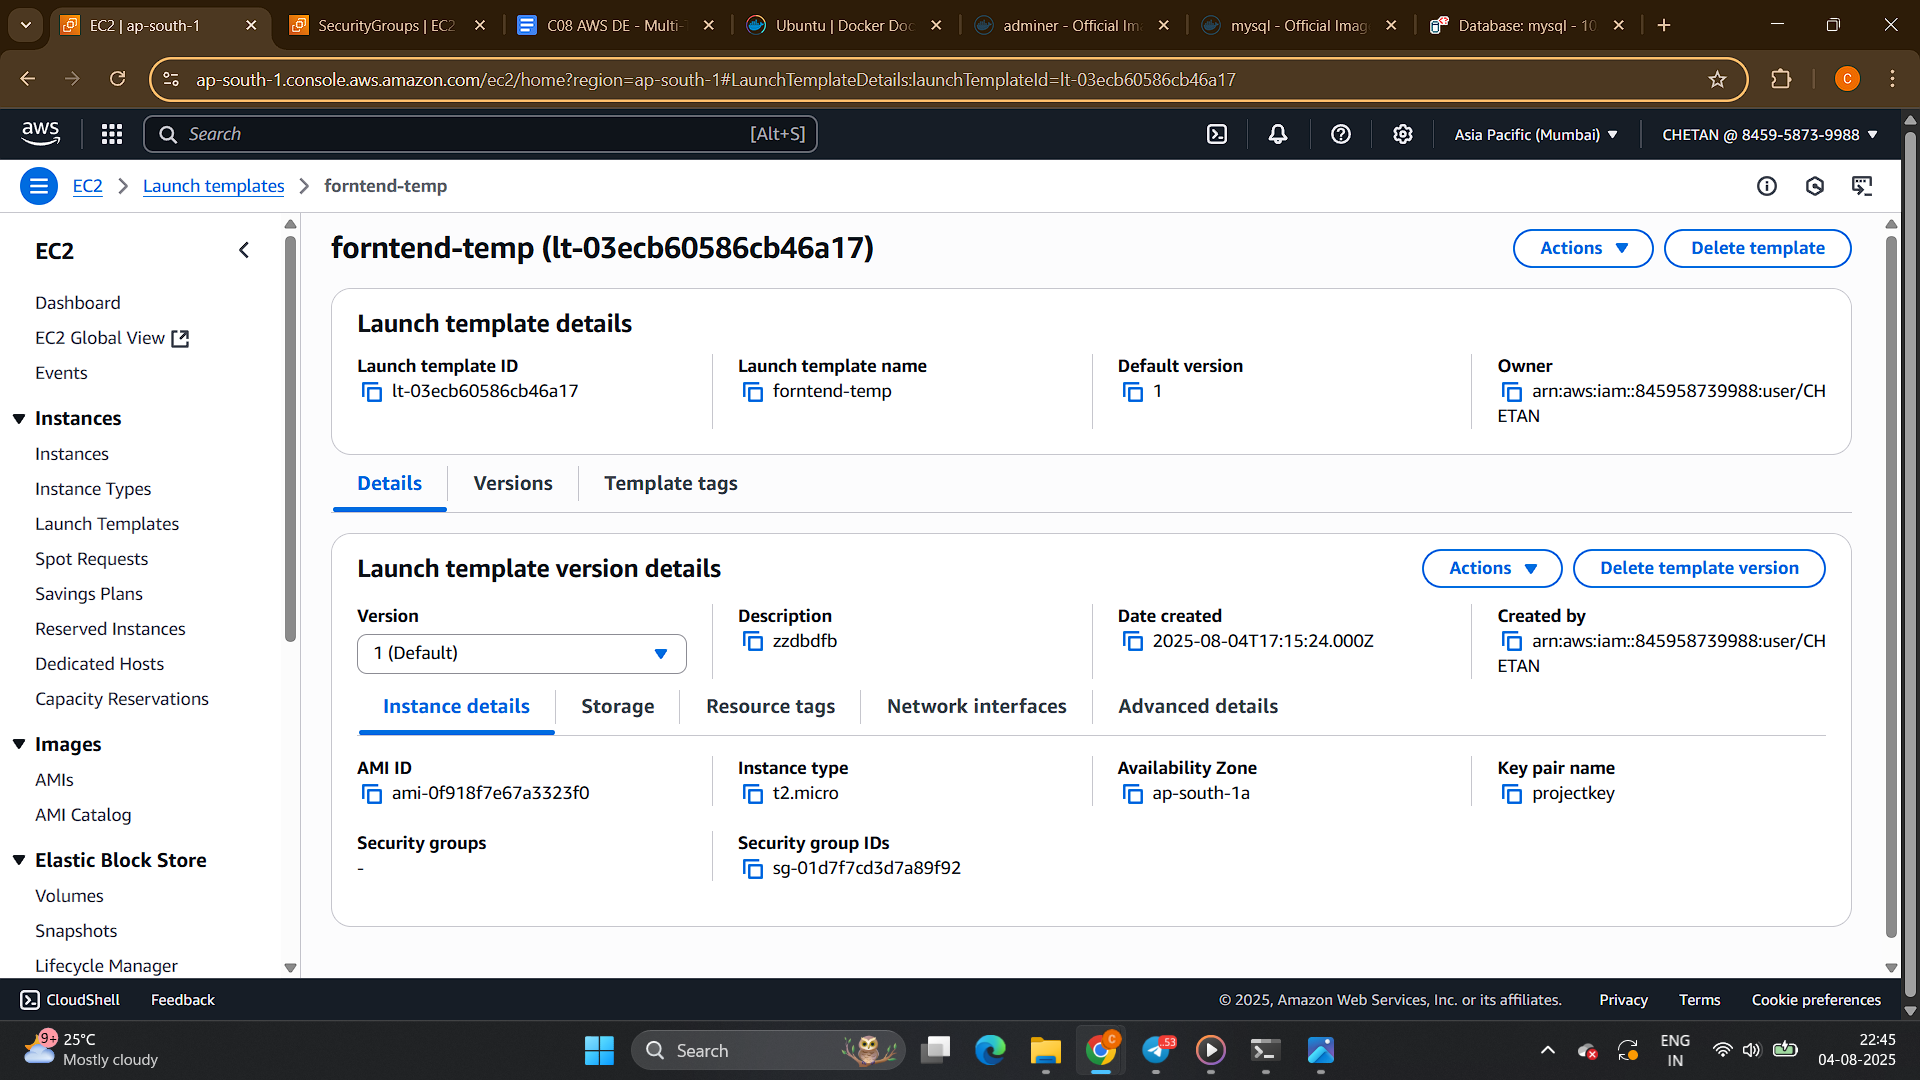 EC2 | ap-south-1
SecurityGroups | EC2
C08 AWS DE - Multi-
Ubuntu | Docker Doc
adminer - Official Im
mysql - Official Imag
Database: mysql - 10
ap-south-1.console.aws.amazon.com/ec2/home?region=ap-south-1#LaunchTemplateDetails:launchTemplateId=lt-03ecb60586cb46a17
C
aws
Search
[Alt+S]
Asia Pacific (Mumbai)
CHETAN @ 8459-5873-9988
EC2
Launch templates
forntend-temp
EC2
Dashboard
EC2 Global View
Events
Instances
Instances
Instance Types
Launch Templates
Spot Requests
Savings Plans
Reserved Instances
Dedicated Hosts
Capacity Reservations
Images
AMIs
AMI Catalog
Elastic Block Store
Volumes
Snapshots
Lifecycle Manager
forntend-temp (lt-03ecb60586cb46a17)
Actions
Delete template
Launch template details
Launch template ID
lt-03ecb60586cb46a17
Launch template name
forntend-temp
Default version
1
Owner
arn:aws:iam::845958739988:user/CH
ETAN
Details
Versions
Template tags
Launch template version details
Actions
Delete template version
Version
1 (Default)
Description
zzdbdfb
Date created
2025-08-04T17:15:24.000Z
Created by
arn:aws:iam::845958739988:user/CH
ETAN
Instance details
Storage
Resource tags
Network interfaces
Advanced details
AMI ID
ami-0f918f7e67a3323f0
Instance type
t2.micro
Availability Zone
ap-south-1a
Key pair name
projectkey
Security groups
-
Security group IDs
sg-01d7f7cd3d7a89f92
CloudShell
Feedback
© 2025, Amazon Web Services, Inc. or its affiliates.
Privacy
Terms
Cookie preferences
9+
25°C
Mostly cloudy
Search
C
53
ENG
IN
22:45
04-08-2025